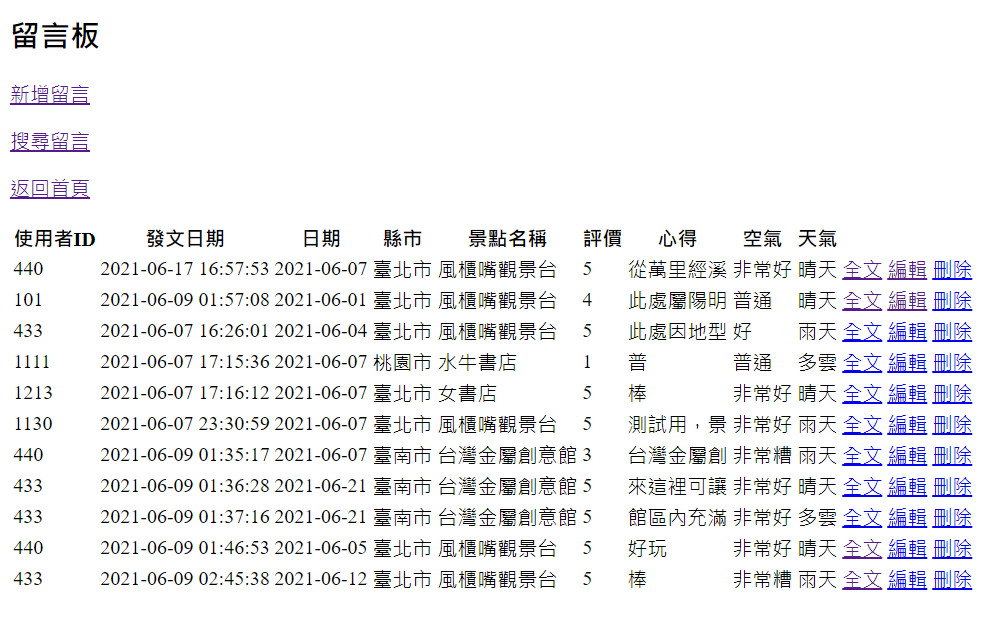 留言板
新增留言
搜尋留言
返回首頁
使用者ID 發文日期 日期 縣市 景點名稱 評價 心得 空氣 天氣
440 2021-06-17 16:57:53 2021-06-07 臺北市 風櫃嘴觀景台 5 從萬里經溪 非常好 晴天 全文 編輯 刪除
101 2021-06-09 01:57:08 2021-06-01 臺北市 風櫃嘴觀景台 4 此處屬陽明 普通 晴天 全文 編輯 刪除
433 2021-06-07 16:26:01 2021-06-04 臺北市 風櫃嘴觀景台 5 此處因地型 好 雨天 全文 編輯 刪除
1111 2021-06-07 17:15:36 2021-06-07 桃園市 水牛書店 1 普 普通 多雲 全文 編輯 刪除
1213 2021-06-07 17:16:12 2021-06-07 臺北市 女書店 5 棒 非常好 晴天 全文 編輯 刪除
1130 2021-06-07 23:30:59 2021-06-07 臺北市 風櫃嘴觀景台 5 測試用，景 非常好 雨天 全文 編輯 刪除
440 2021-06-09 01:35:17 2021-06-07 臺南市 台灣金屬創意館 3 台灣金屬創 非常糟 雨天 全文 編輯 刪除
433 2021-06-09 01:36:28 2021-06-21 臺南市 台灣金屬創意館 5 來這裡可讓 非常好 晴天 全文 編輯 刪除
433 2021-06-09 01:37:16 2021-06-21 臺南市 台灣金屬創意館 5 館區內充滿 非常好 多雲 全文 編輯 刪除
440 2021-06-09 01:46:53 2021-06-05 臺北市 風櫃嘴觀景台 5 好玩 非常好 晴天 全文 編輯 刪除
433 2021-06-09 02:45:38 2021-06-12 臺北市 風櫃嘴觀景台 5 棒 非常糟 雨天 全文 編輯 刪除